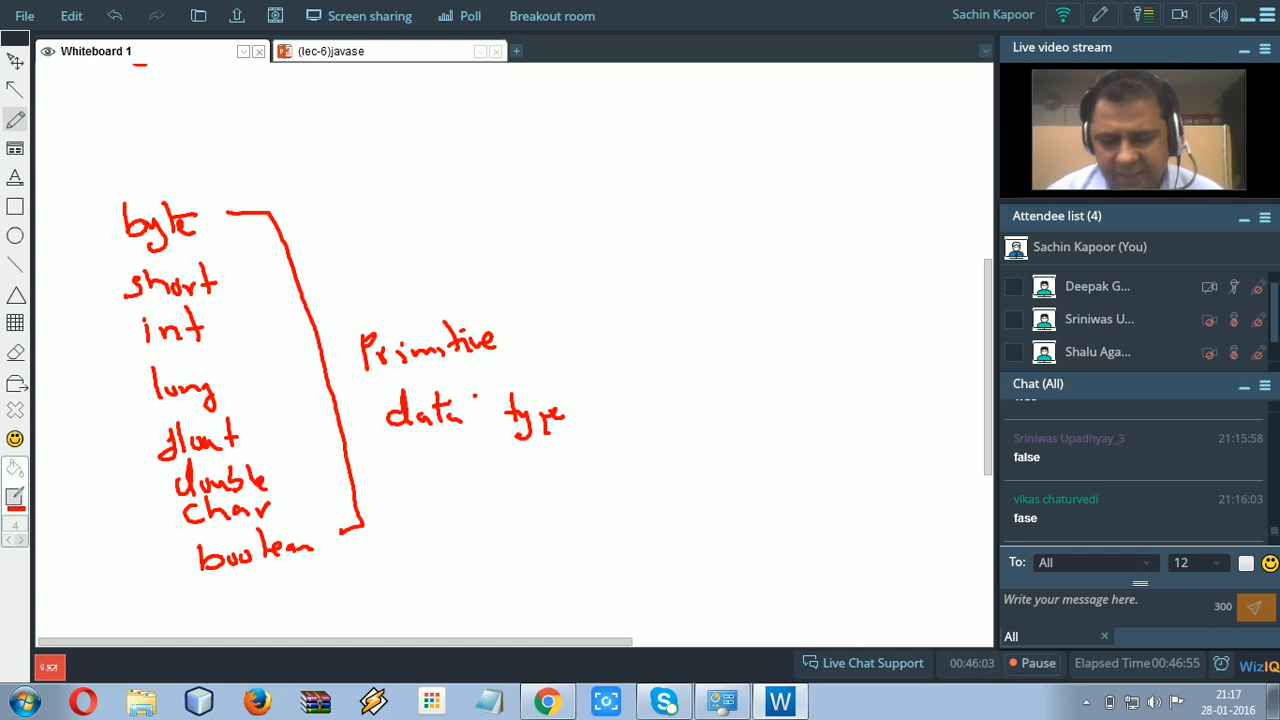 File Edit Screen sharing Poll Breakout room Sachin Kapoor
Whiteboard 1 (lec-6)javase
Live video stream
byte
short
int
long
float
double
char
boolean
Primitive
data type
Attendee list (4)
Sachin Kapoor (You)
Deepak G...
Sriniwas U...
Shalu Aga...
Chat (All)
Sriniwas Upadhyay_3 21:15:58
false
vikas chaturvedi 21:16:03
fase
To: All 12
Write your message here. 300
All
SCR Live Chat Support 00:46:03 Pause Elapsed Time 00:46:55 WizIQ
21:17
28-01-2016